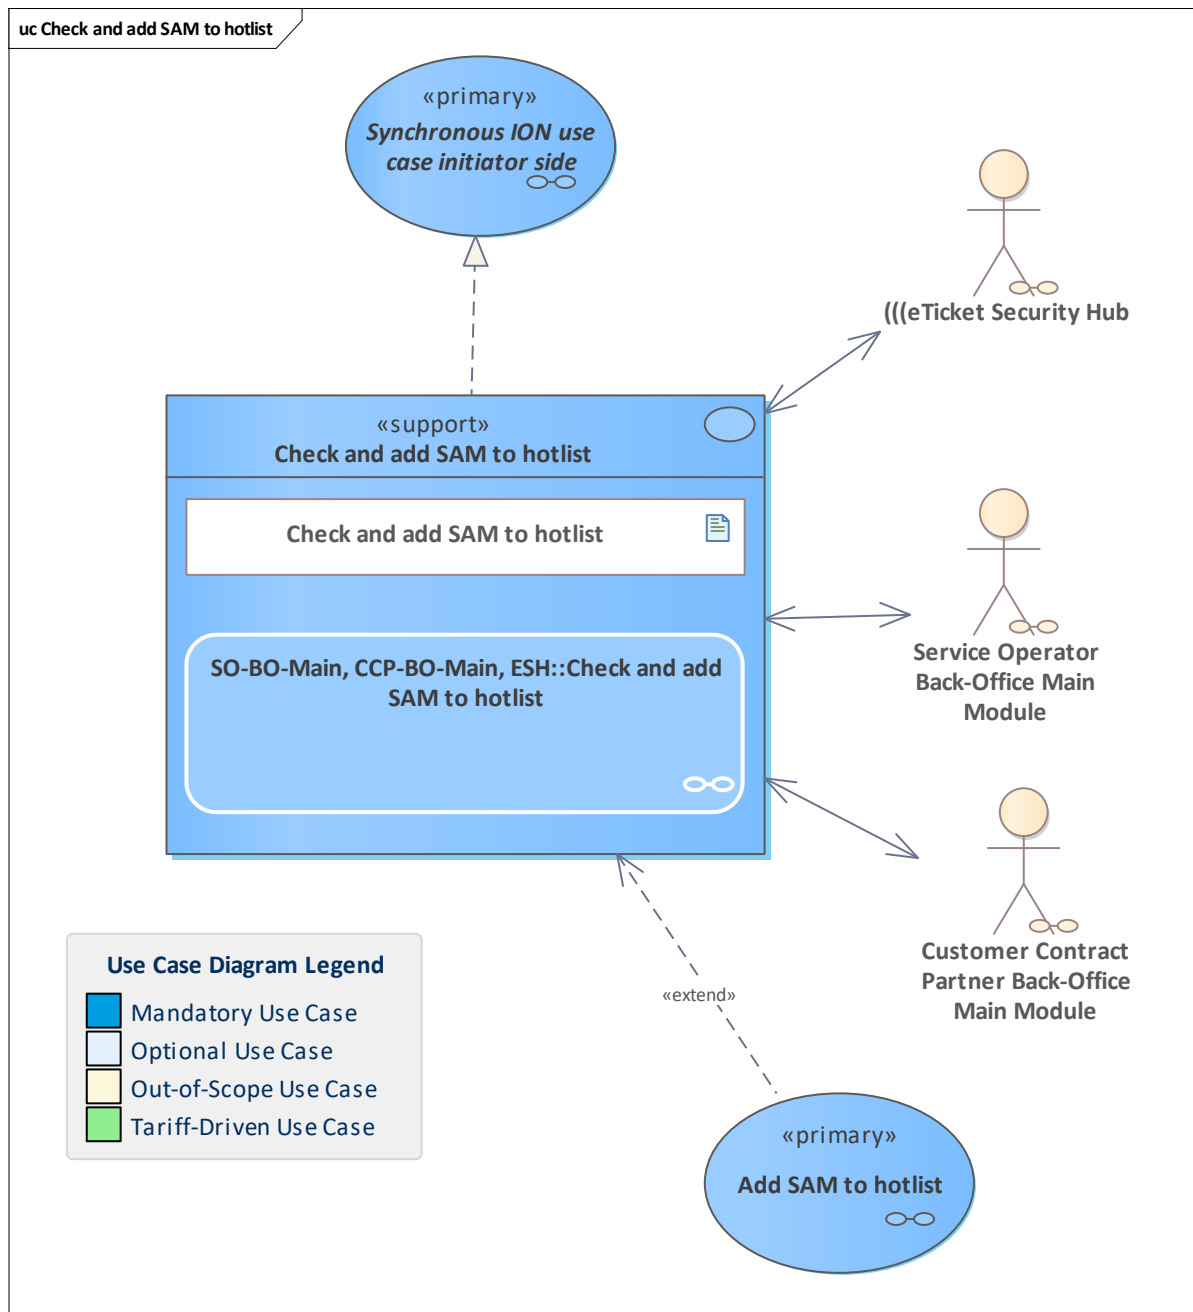 uc Check and add SAM to hotlist
«primary»
Synchronous ION use
case initiator side
(((eTicket Security Hub
«support»
Check and add SAM to hotlist
Check and add SAM to hotlist
SO-BO-Main, CCP-BO-Main, ESH::Check and add
SAM to hotlist
Service Operator
Back-Office Main
Module
Customer Contract
Partner Back-Office
Main Module
Use Case Diagram Legend
Mandatory Use Case
Optional Use Case
Out-of-Scope Use Case
Tariff-Driven Use Case
«extend»
«primary»
Add SAM to hotlist